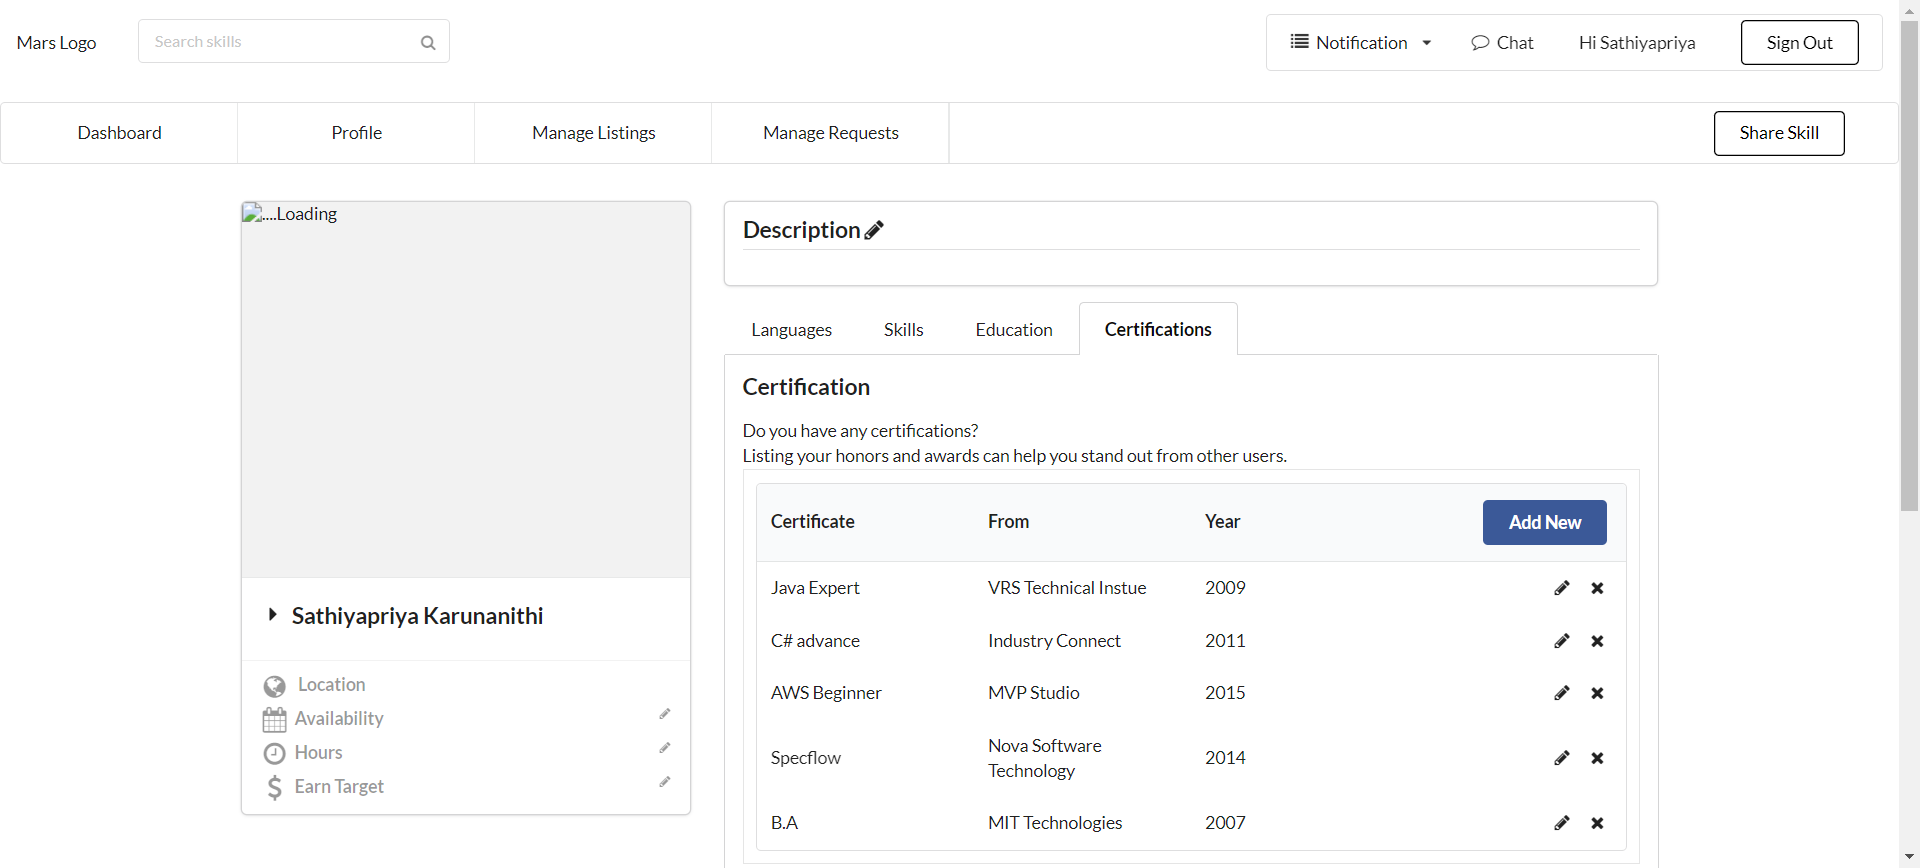 Mars Logo
Search skills
Notification
Chat
Hi Sathiyapriya
Sign Out
Dashboard
Profile
Manage Listings
Manage Requests
Share Skill
....Loading
Sathiyapriya Karunanithi
Location
Availability
Hours
Earn Target
Description
Languages
Skills
Education
Certifications
Certification
Do you have any certifications?
Listing your honors and awards can help you stand out from other users.
Certificate From Year Add New
Java Expert VRS Technical Instue 2009
C# advance Industry Connect 2011
AWS Beginner MVP Studio 2015
Specflow Nova Software Technology 2014
B.A MIT Technologies 2007